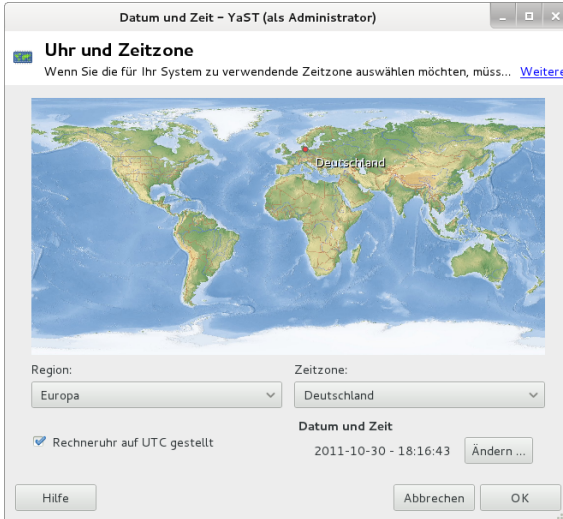 Datum und Zeit – YaST (als Administrator)
Uhr und Zeitzone
Wenn Sie die für Ihr System zu verwendende Zeitzone auswählen möchten, müss... Weitere
Deutschland
Region:
Zeitzone:
Europa
Deutschland
Rechneruhr auf UTC gestellt
Datum und Zeit
2011-10-30 - 18:16:43
Ändern ...
Hilfe
Abbrechen
OK